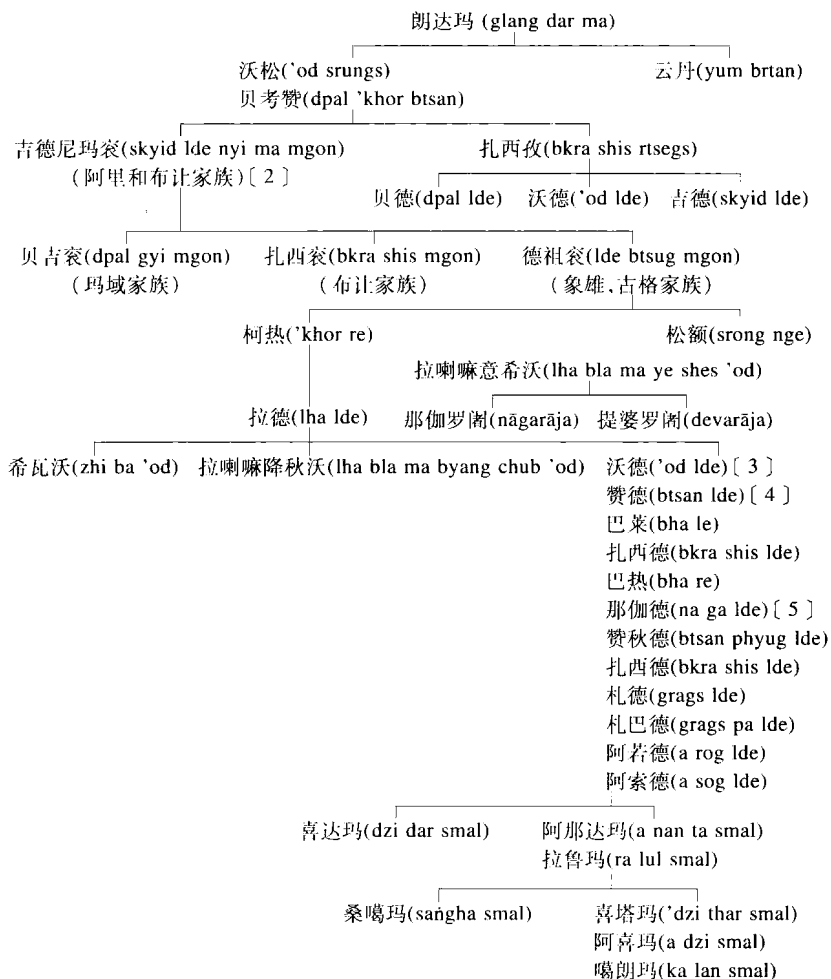 朗达玛 (glang dar ma)
沃松('od srungs) 云丹(yum brtan)
贝考赞(dpal 'khor btsan)
吉德尼玛衮(skyid lde nyi ma mgon) 扎西孜(bkra shis rtsegs)
(阿里和布让家族)〔2〕
贝德(dpal lde) 沃德('od lde) 吉德(skyid lde)
贝吉衮(dpal gyi mgon) 扎西衮(bkra shis mgon) 德祖衮(lde btsug mgon)
(玛域家族) (布让家族) (象雄,古格家族)
柯热('khor re) 松额(srong nge)
拉喇嘛意希沃(lha bla ma ye shes 'od)
拉德(lha lde) 那伽罗阇(nāgarāja) 提婆罗阇(devarāja)
希瓦沃(zhi ba 'od) 拉喇嘛降秋沃(lha bla ma byang chub 'od) 沃德('od lde)〔3〕
赞德(btsan lde)〔4〕
巴莱(bha le)
扎西德(bkra shis lde)
巴热(bha re)
那伽德(na ga lde)〔5〕
赞秋德(btsan phyug lde)
扎西德(bkra shis lde)
札德(grags lde)
札巴德(grags pa lde)
阿若德(a rog lde)
阿索德(a sog lde)
喜达玛(dzi dar smal) 阿那达玛(a nan ta smal)
拉鲁玛(ra lul smal)
桑噶玛(saṅgha smal) 喜塔玛('dzi thar smal)
阿喜玛(a dzi smal)
噶朗玛(ka lan smal)